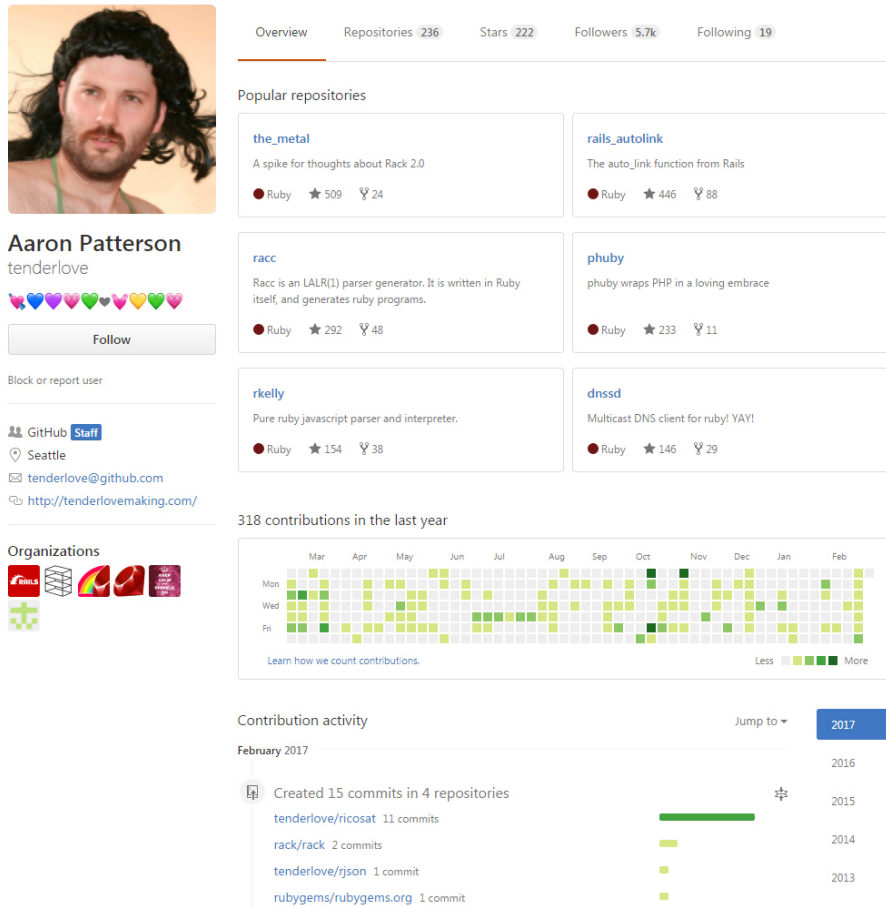 Overview Repositories 236 Stars 222 Followers 5.7k Following 19
Aaron Patterson
tenderlove
Follow
Block or report user
GitHub Staff
Seattle
tenderlove@github.com
http://tenderlovemaking.com/
Organizations
RAILS
KEEP
CALM
Popular repositories
the_metal
A spike for thoughts about Rack 2.0
Ruby 509 24
rails_autolink
The auto_link function from Rails
Ruby 446 88
racc
Racc is an LALR(1) parser generator. It is written in Ruby
itself, and generates ruby programs.
Ruby 292 48
phuby
phuby wraps PHP in a loving embrace
Ruby 233 11
rkelly
Pure ruby javascript parser and interpreter.
Ruby 154 38
dnssd
Multicast DNS client for ruby! YAY!
Ruby 146 29
318 contributions in the last year
Mar Apr May Jun Jul Aug Sep Oct Nov Dec Jan Feb
Mon
Wed
Fri
Learn how we count contributions. Less More
Contribution activity Jump to
2017
2016
2015
2014
2013
February 2017
Created 15 commits in 4 repositories
tenderlove/ricosat 11 commits
rack/rack 2 commits
tenderlove/rjson 1 commit
rubygems/rubygems.org 1 commit